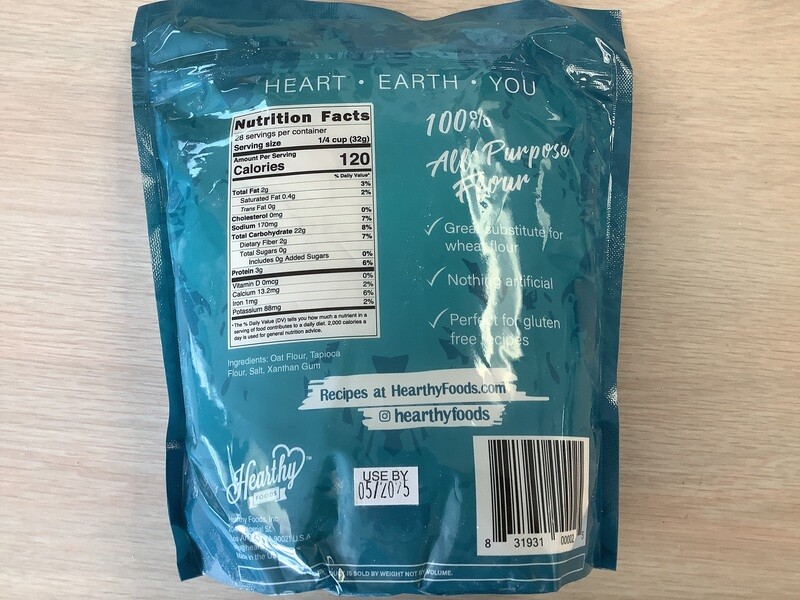 HEART • EARTH • YOU
Nutrition Facts
28 servings per container
Serving size 1/4 cup (32g)
Amount Per Serving
Calories 120
% Daily Value*
Total Fat 2g 3%
Saturated Fat 0.4g 2%
Trans Fat 0g
Cholesterol 0mg 0%
Sodium 170mg 7%
Total Carbohydrate 22g 8%
Dietary Fiber 2g 7%
Total Sugars 0g
Includes 0g Added Sugars 0%
Protein 3g 6%
Vitamin D 0mcg 0%
Calcium 13.2mg 2%
Iron 1mg 6%
Potassium 88mg 2%
*The % Daily Value (DV) tells you how much a nutrient in a
serving of food contributes to a daily diet. 2,000 calories a
day is used for general nutrition advice.
Ingredients: Oat Flour, Tapioca
Flour, Salt. Xanthan Gum
100%
All Purpose
Flour
✓ Great substitute for
wheat flour
✓ Nothing artificial
✓ Perfect for gluten
free recipes
Recipes at HearthyFoods.com
hearthyfoods
Hearthy™
FOODS
USE BY
05/2025
Foods, Inc
St.
90021 U.S.A
in the
IS SOLD BY WEIGHT NOT BY VOLUME.
8 31931 00002